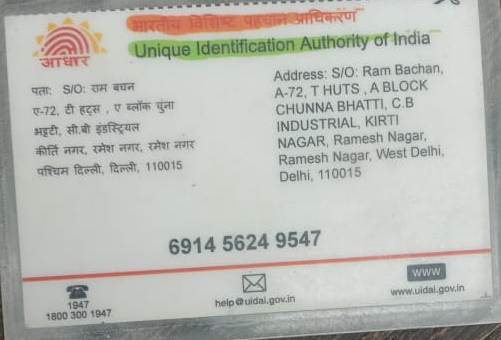 भारतीय विशिष्ट पहचान प्राधिकरण
Unique Identification Authority of India
आधार
पता: S/O: राम बचन
ए-72, टी हट्स , ए ब्लॉक चुंना
भट्टी, सी.बी इंडस्ट्रियल
कीर्ति नगर, रमेश नगर, रमेश नगर
पश्चिम दिल्ली, दिल्ली, 110015
Address: S/O: Ram Bachan,
A-72, T HUTS , A BLOCK
CHUNNA BHATTI, C.B
INDUSTRIAL, KIRTI
NAGAR, Ramesh Nagar,
Ramesh Nagar, West Delhi,
Delhi, 110015
6914 5624 9547
1947
1800 300 1947
help@uidai.gov.in
www
www.uidai.gov.in